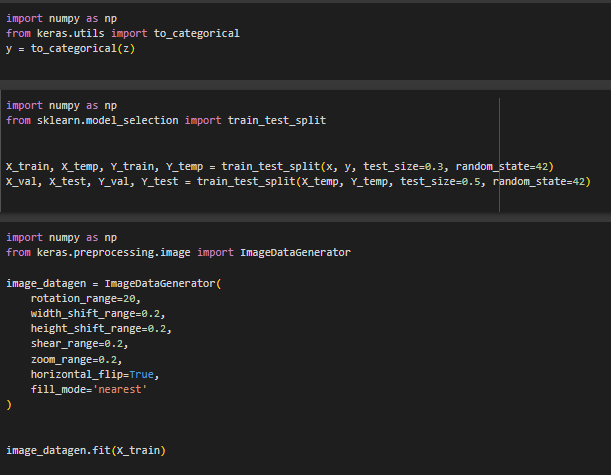 import numpy as np
from keras.utils import to_categorical
y = to_categorical(z)
import numpy as np
from sklearn.model_selection import train_test_split
X_train, X_temp, Y_train, Y_temp = train_test_split(x, y, test_size=0.3, random_state=42)
X_val, X_test, Y_val, Y_test = train_test_split(X_temp, Y_temp, test_size=0.5, random_state=42)
import numpy as np
from keras.preprocessing.image import ImageDataGenerator
image_datagen = ImageDataGenerator(
    rotation_range=20,
    width_shift_range=0.2,
    height_shift_range=0.2,
    shear_range=0.2,
    zoom_range=0.2,
    horizontal_flip=True,
    fill_mode='nearest'
)
image_datagen.fit(X_train)